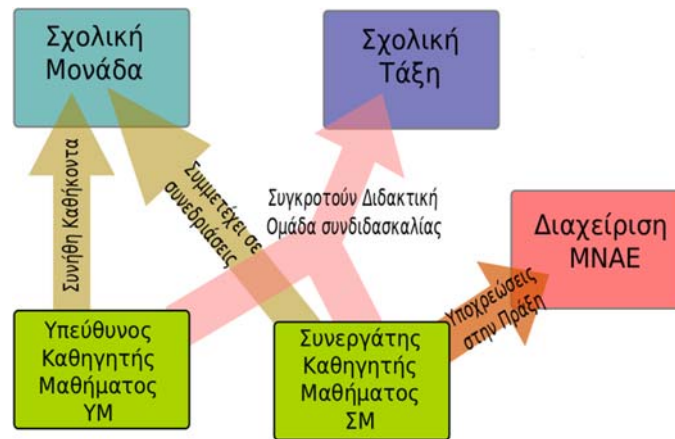 Σχολική
Μονάδα
Σχολική
Τάξη
Συνήθη Καθήκοντα
Συμμετέχει σε
συνεδριάσεις
Συγκροτούν Διδακτική
Ομάδα συνδιδασκαλίας
Διαχείριση
ΜΝΑΕ
Υποχρεώσεις
στην Πράξη
Υπεύθυνος
Καθηγητής
Μαθήματος
ΥΜ
Συνεργάτης
Καθηγητής
Μαθήματος
ΣΜ